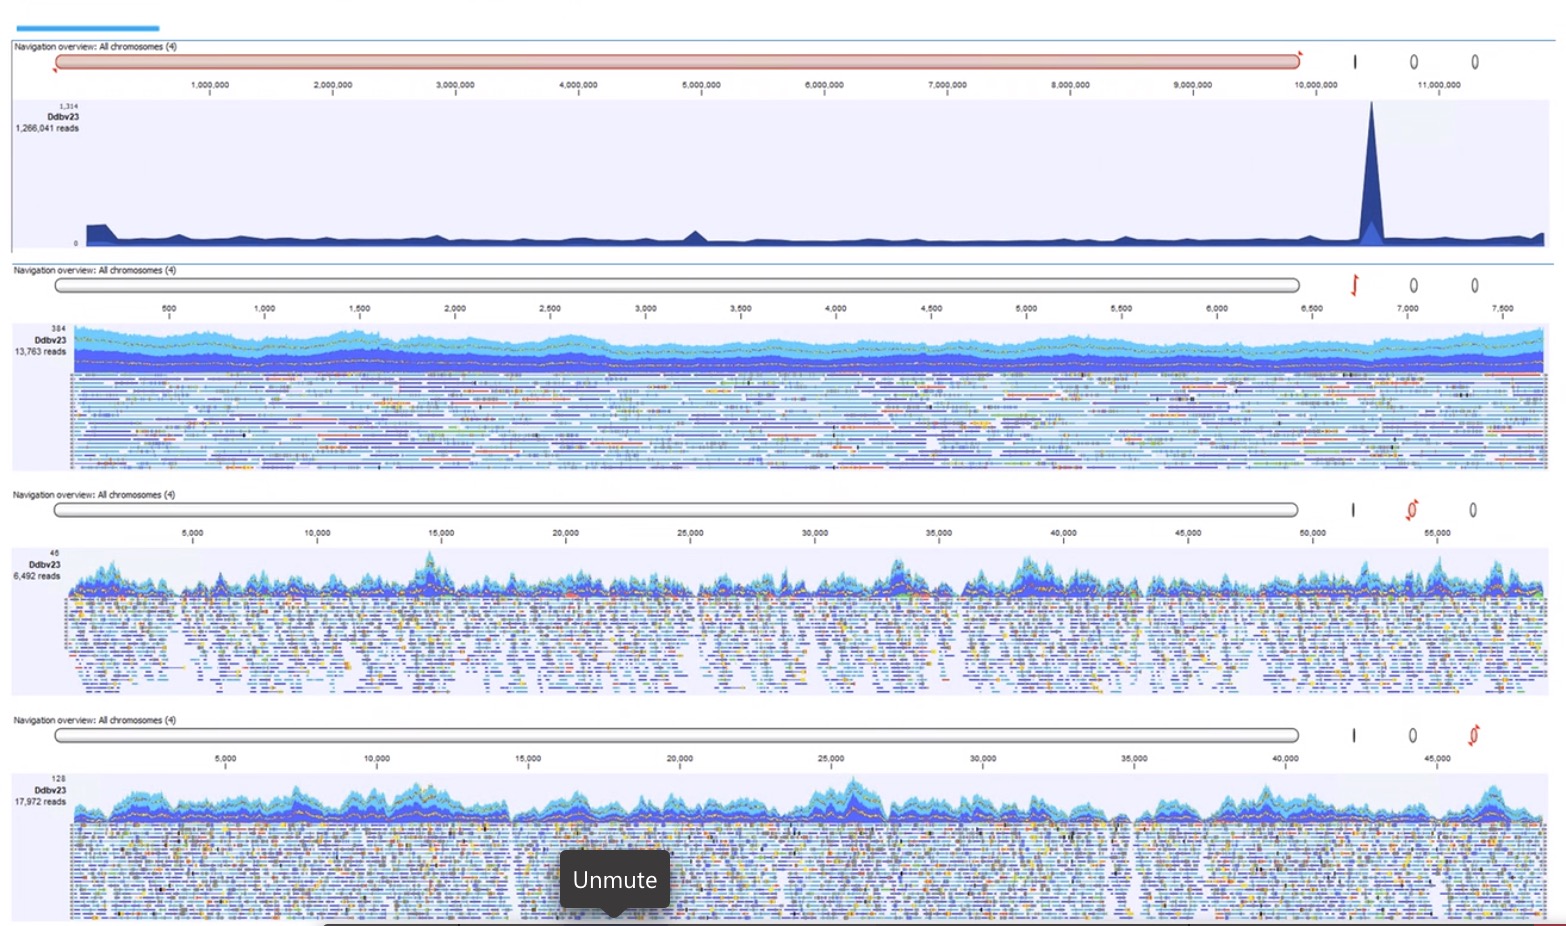 Navigation overview: All chromosomes (4)
1,000,000 2,000,000 3,000,000 4,000,000 5,000,000 6,000,000 7,000,000 8,000,000 9,000,000 10,000,000 11,000,000
1,314
Ddbv23
1,266,041 reads
0
Navigation overview: All chromosomes (4)
500 1,000 1,500 2,000 2,500 3,000 3,500 4,000 4,500 5,000 5,500 6,000 6,500 7,000 7,500
384
Ddbv23
13,763 reads
Navigation overview: All chromosomes (4)
5,000 10,000 15,000 20,000 25,000 30,000 35,000 40,000 45,000 50,000 55,000
46
Ddbv23
6,492 reads
Navigation overview: All chromosomes (4)
5,000 10,000 15,000 20,000 25,000 30,000 35,000 40,000 45,000
128
Ddbv23
17,972 reads
Unmute